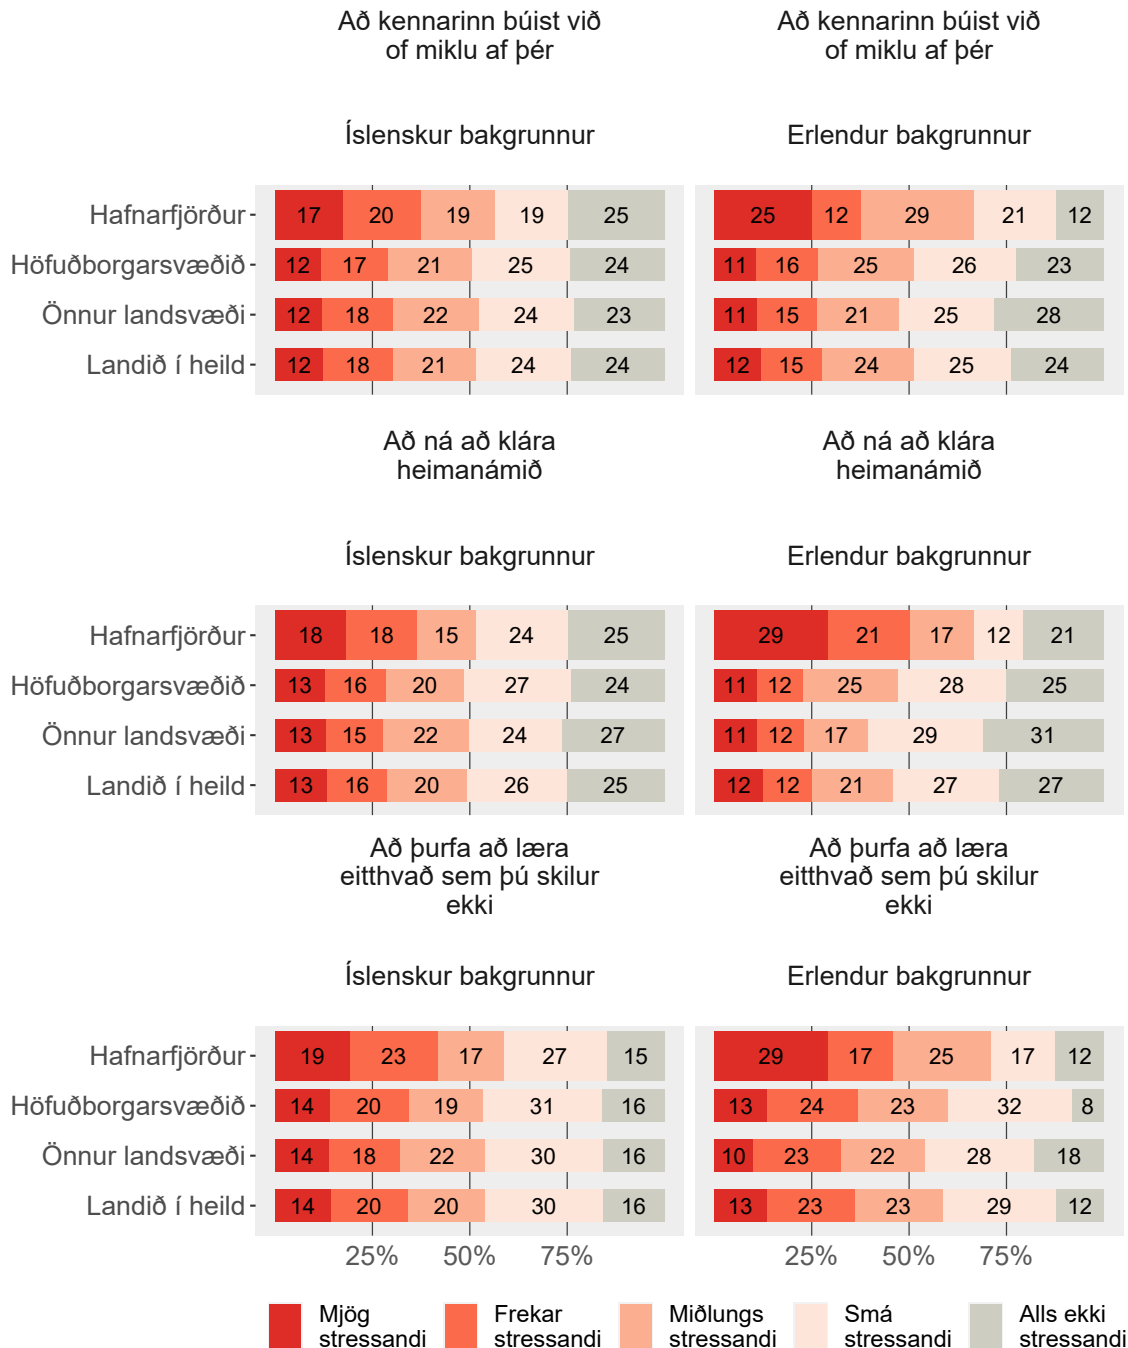 Að kennarinn búist við
of miklu af þér
Að kennarinn búist við
of miklu af þér
Íslenskur bakgrunnur
Erlendur bakgrunnur
Hafnarfjörður 17 20 19 19 25 25 12 29 21 12
Höfuðborgarsvæðið 12 17 21 25 24 11 16 25 26 23
Önnur landsvæði 12 18 22 24 23 11 15 21 25 28
Landið í heild 12 18 21 24 24 12 15 24 25 24
Að ná að klára
heimanámið
Að ná að klára
heimanámið
Íslenskur bakgrunnur
Erlendur bakgrunnur
Hafnarfjörður 18 18 15 24 25 29 21 17 12 21
Höfuðborgarsvæðið 13 16 20 27 24 11 12 25 28 25
Önnur landsvæði 13 15 22 24 27 11 12 17 29 31
Landið í heild 13 16 20 26 25 12 12 21 27 27
Að þurfa að læra
eitthvað sem þú skilur
ekki
Að þurfa að læra
eitthvað sem þú skilur
ekki
Íslenskur bakgrunnur
Erlendur bakgrunnur
Hafnarfjörður 19 23 17 27 15 29 17 25 17 12
Höfuðborgarsvæðið 14 20 19 31 16 13 24 23 32 8
Önnur landsvæði 14 18 22 30 16 10 23 22 28 18
Landið í heild 14 20 20 30 16 13 23 23 29 12
25% 50% 75% 25% 50% 75%
Mjög
stressandi
Frekar
stressandi
Miðlungs
stressandi
Smá
stressandi
Alls ekki
stressandi